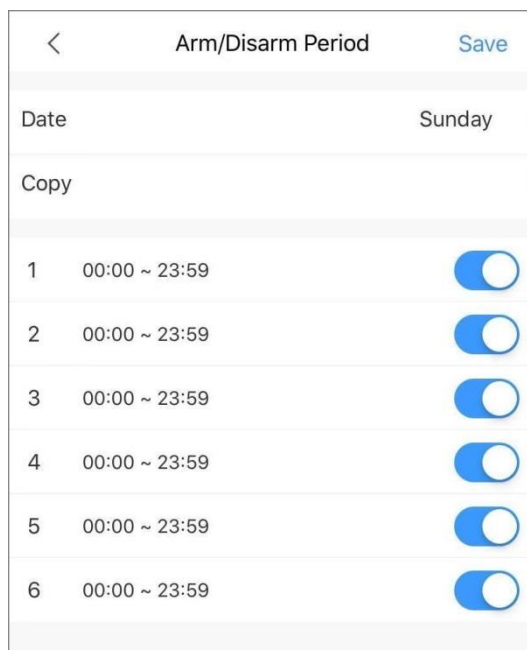 Arm/Disarm Period Save
Date Sunday
Copy
1 00:00 ~ 23:59
2 00:00 ~ 23:59
3 00:00 ~ 23:59
4 00:00 ~ 23:59
5 00:00 ~ 23:59
6 00:00 ~ 23:59